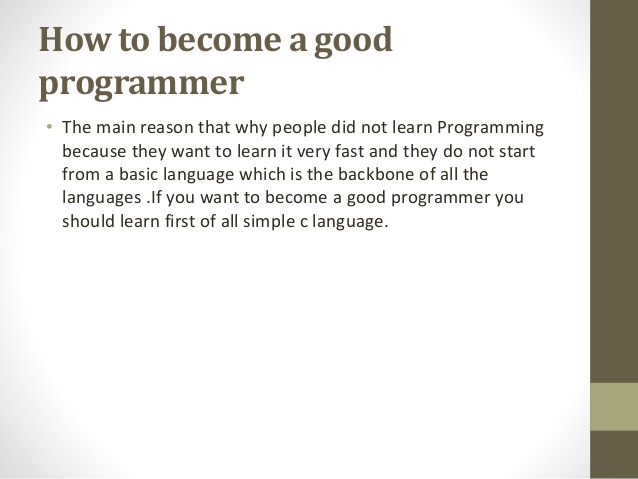 How to become a good
programmer
• The main reason that why people did not learn Programming
because they want to learn it very fast and they do not start
from a basic language which is the backbone of all the
languages .If you want to become a good programmer you
should learn first of all simple c language.